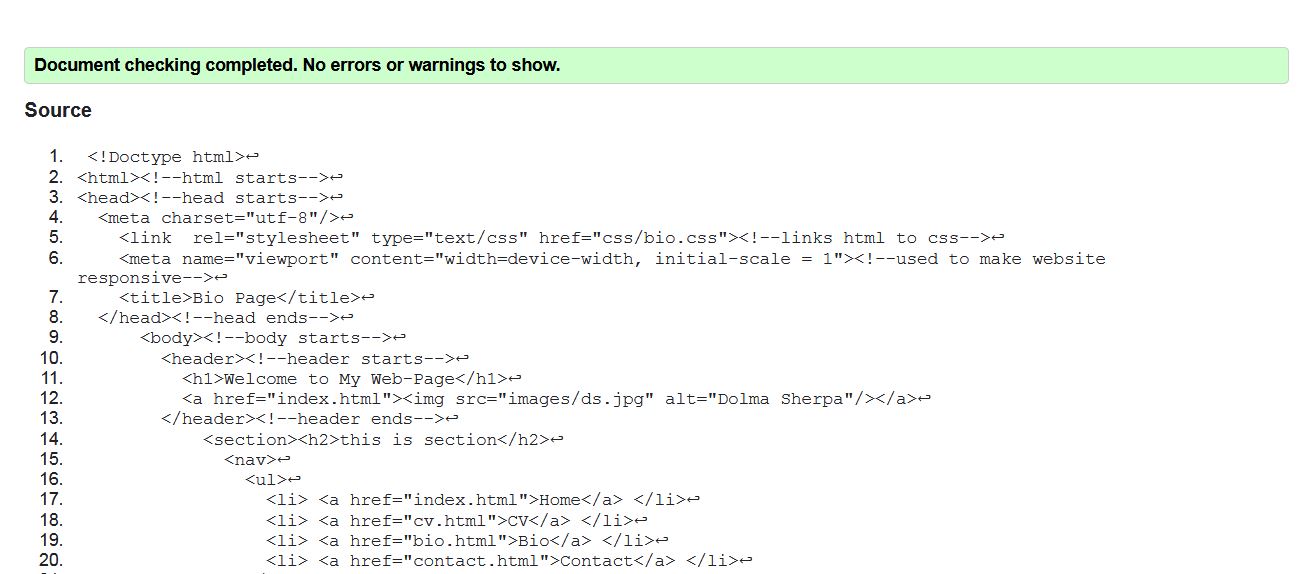 Document checking completed. No errors or warnings to show.
Source
1. <!Doctype html>↩
2. <html><!--html starts-->↩
3. <head><!--head starts-->↩
4. <meta charset="utf-8"/>↩
5. <link  rel="stylesheet" type="text/css" href="css/bio.css"><!--links html to css-->↩
6. <meta name="viewport" content="width=device-width, initial-scale = 1"><!--used to make website
responsive-->↩
7. <title>Bio Page</title>↩
8. </head><!--head ends-->↩
9. <body><!--body starts-->↩
10. <header><!--header starts-->↩
11. <h1>Welcome to My Web-Page</h1>↩
12. <a href="index.html"><img src="images/ds.jpg" alt="Dolma Sherpa"/></a>↩
13. </header><!--header ends-->↩
14. <section><h2>this is section</h2>↩
15. <nav>↩
16. <ul>↩
17. <li> <a href="index.html">Home</a> </li>↩
18. <li> <a href="cv.html">CV</a> </li>↩
19. <li> <a href="bio.html">Bio</a> </li>↩
20. <li> <a href="contact.html">Contact</a> </li>↩